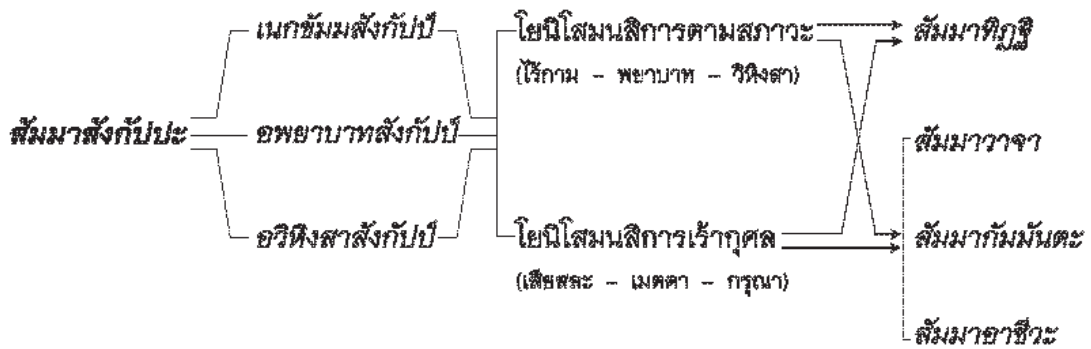 เนกขัมมสังกัปป์
โยนิโสมนสิการตามสภาวะ
สัมมาทิฏฐิ
(ไร้กาม – พยาบาท – วิหิงสา)
สัมมาสังกัปปะ
อพยาบาทสังกัปป์
สัมมาวาจา
อวิหิงสาสังกัปป์
โยนิโสมนสิการเร้ากุศล
สัมมากัมมันตะ
(เสียสละ – เมตตา – กรุณา)
สัมมาอาชีวะ